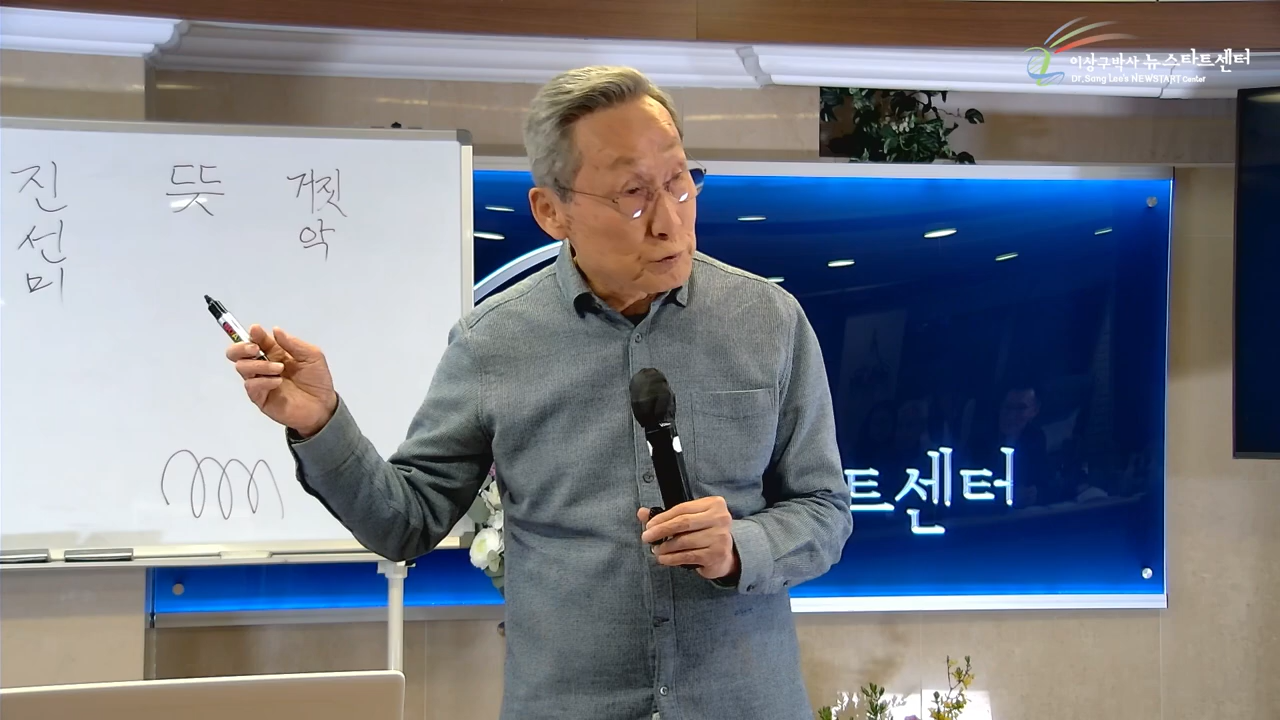 이상구박사 뉴스타트센터
Dr. Sang Lee's NEWSTART Center
진 뜻 거짓
선 악
미
트센터